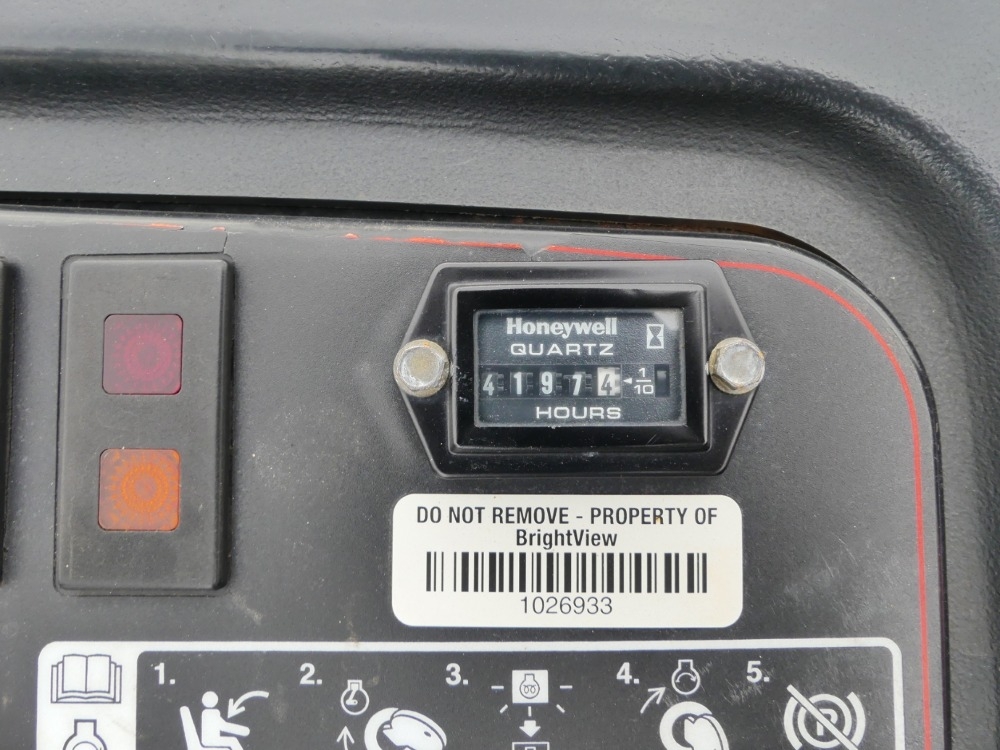 Honeywell
QUARTZ
41974 1/10
HOURS
DO NOT REMOVE - PROPERTY OF
BrightView
1026933
1. 2. 3. 4. 5.
P